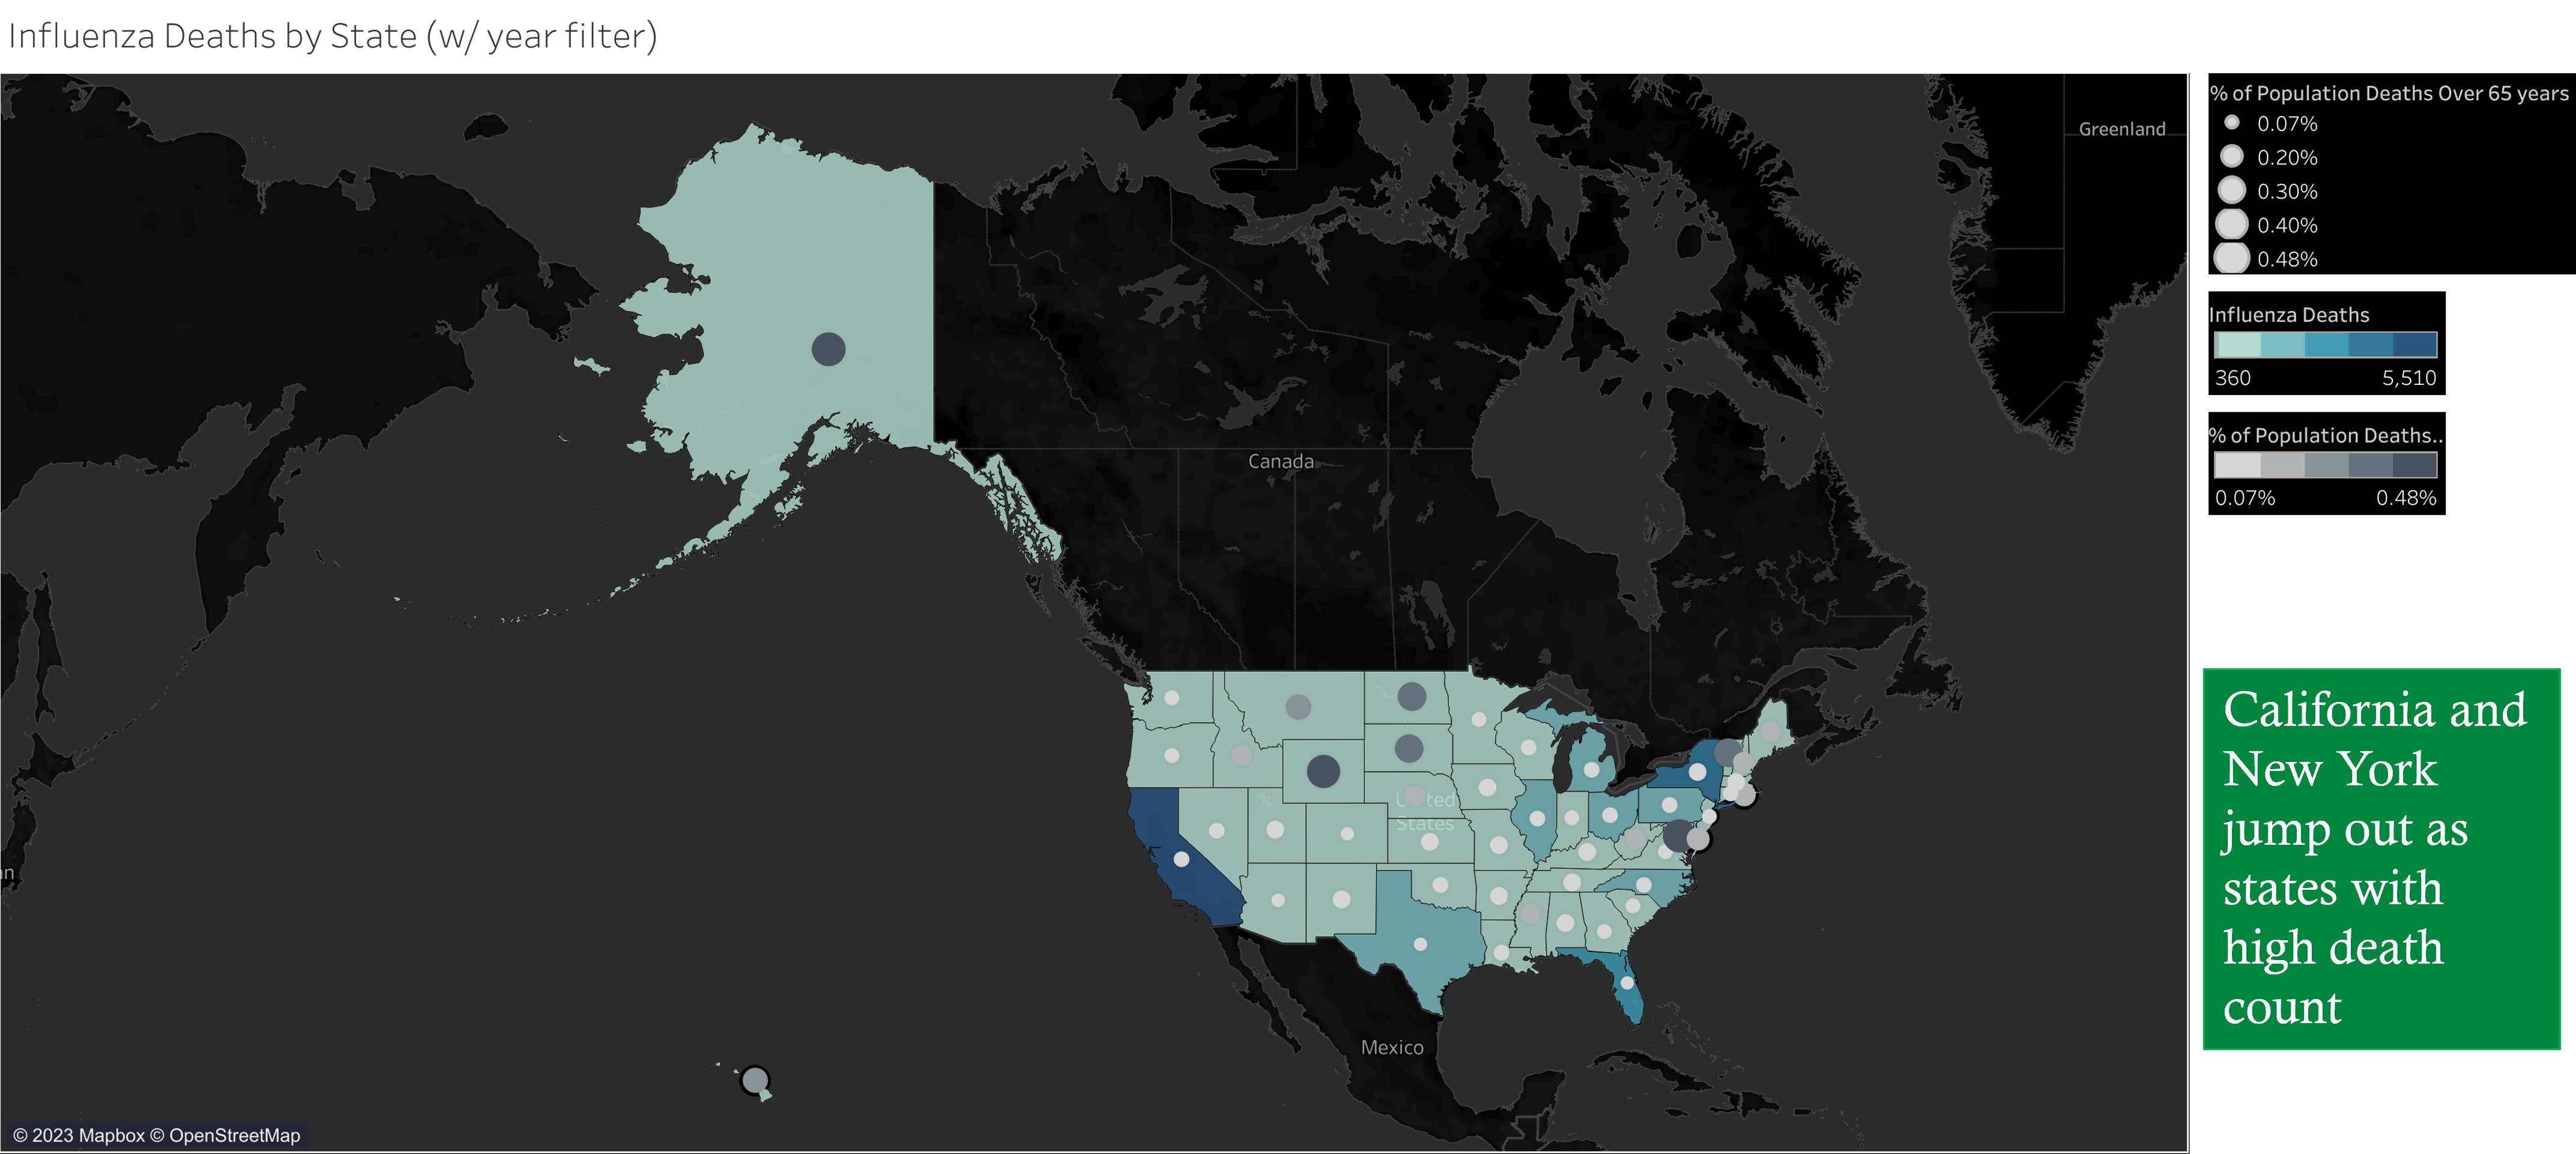 Influenza Deaths by State (w/ year filter)
% of Population Deaths Over 65 years
0.07%
0.20%
0.30%
0.40%
0.48%
Influenza Deaths
360 5,510
% of Population Deaths..
0.07% 0.48%
Greenland
Canada
United
States
Mexico
an
© 2023 Mapbox © OpenStreetMap
California and
New York
jump out as
states with
high death
count